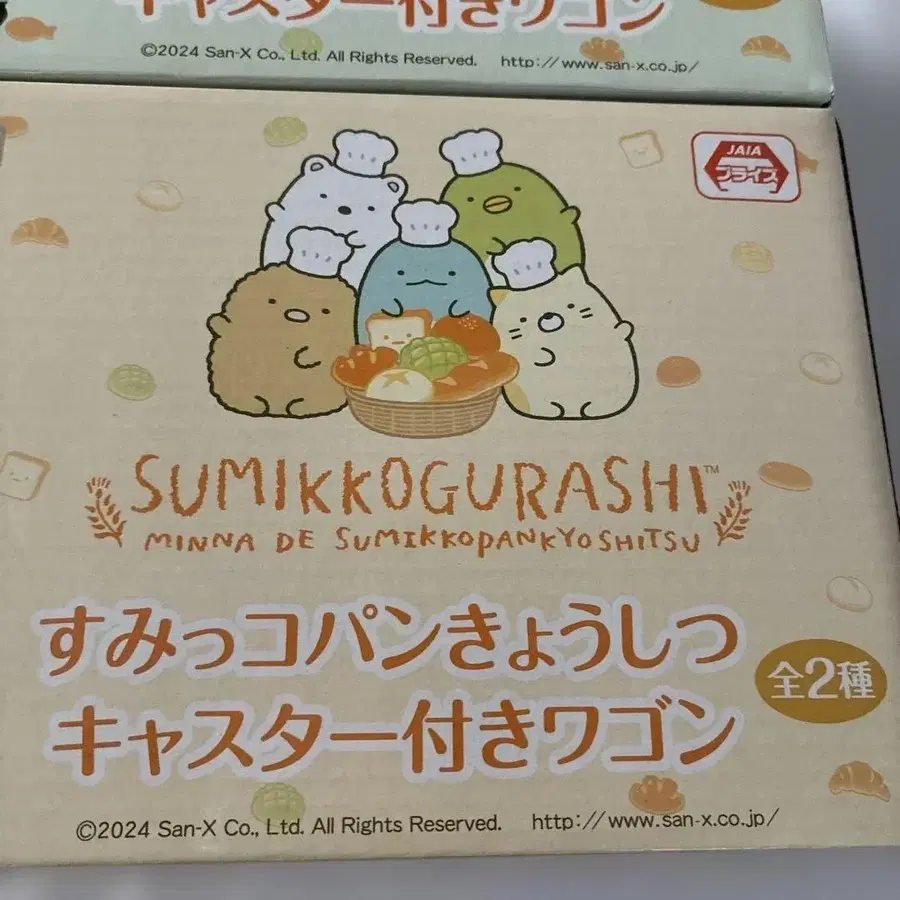 キャスター付きワゴン
©2024 San-X Co., Ltd. All Rights Reserved. http://www.san-x.co.jp/
JAIA
プライズ
SUMIKKOGURASHI™
MINNA DE SUMIKKOPANKYOSHITSU
すみっコパンきょうしつ
キャスター付きワゴン
全2種
©2024 San-X Co., Ltd. All Rights Reserved. http://www.san-x.co.jp/